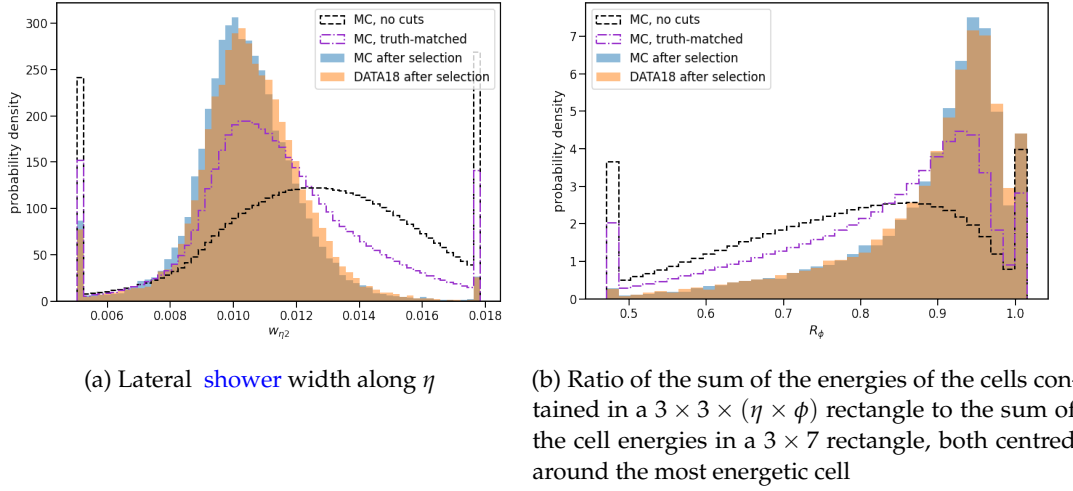 300
250
200
150
100
50
0
probability density
0.006 0.008 0.010 0.012 0.014 0.016 0.018
wη2
MC, no cuts
MC, truth-matched
MC after selection
DATA18 after selection
(a) Lateral shower width along η
7
6
5
4
3
2
1
0
probability density
0.5 0.6 0.7 0.8 0.9 1.0
Rϕ
MC, no cuts
MC, truth-matched
MC after selection
DATA18 after selection
(b) Ratio of the sum of the energies of the cells con-
tained in a 3 × 3 × (η × ϕ) rectangle to the sum of
the cell energies in a 3 × 7 rectangle, both centred
around the most energetic cell